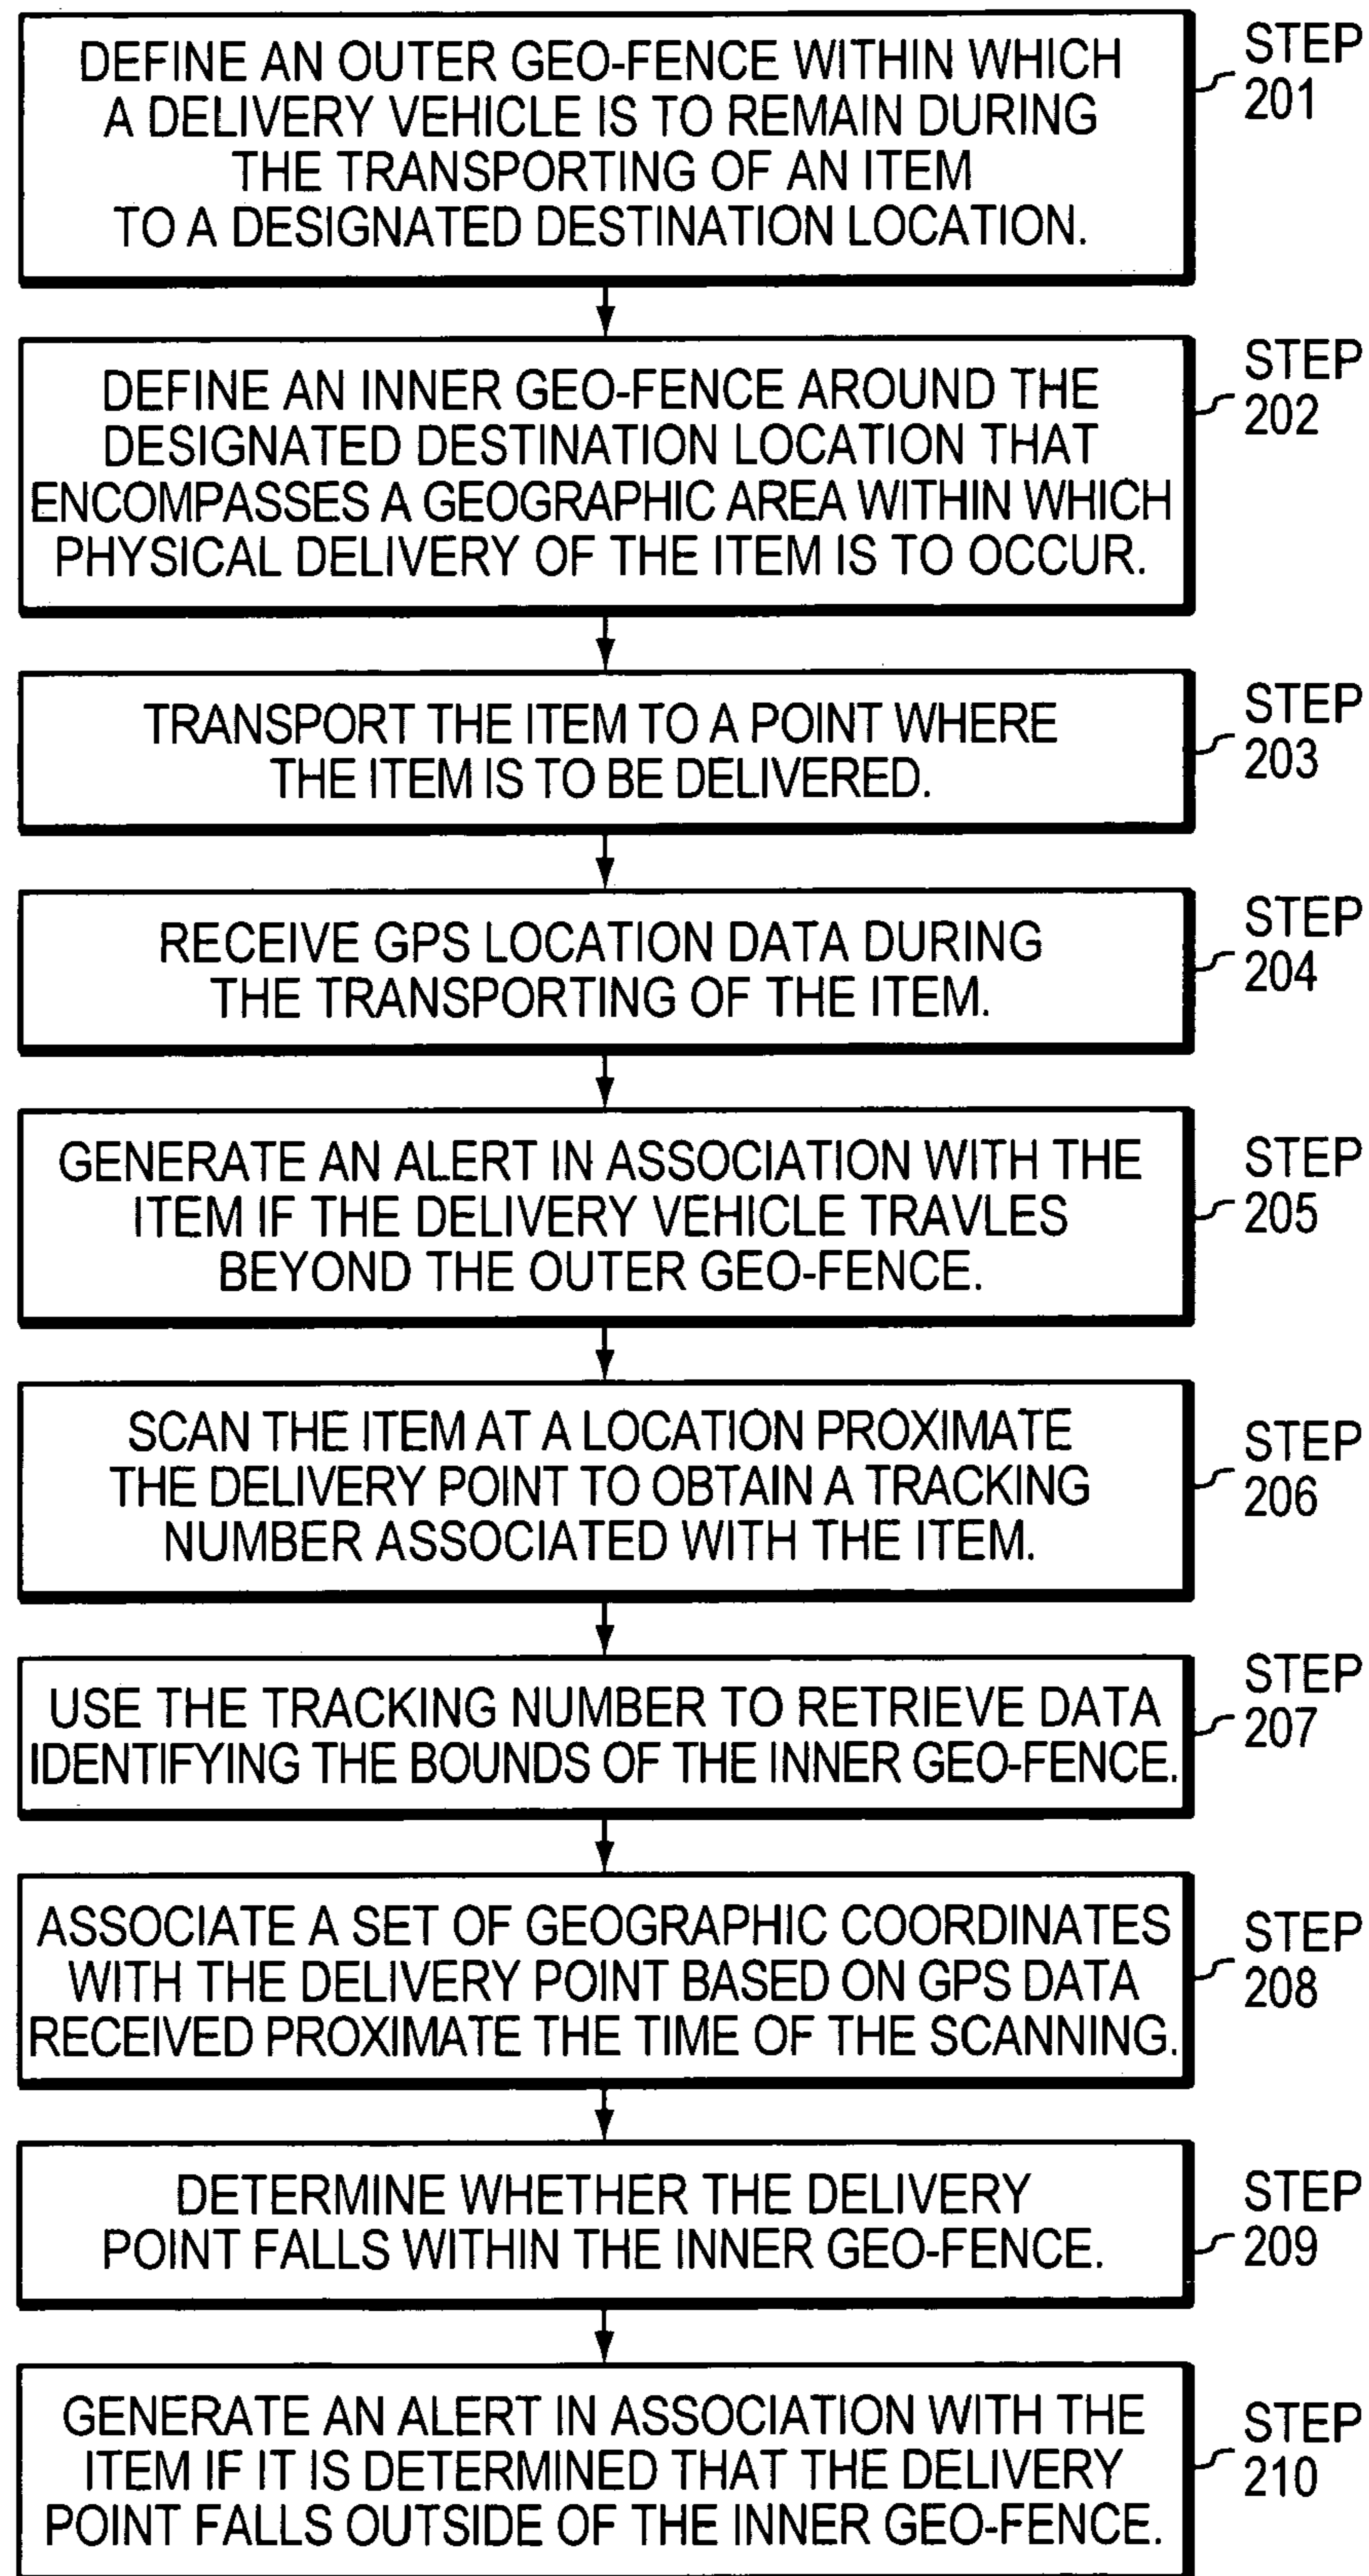 DEFINE AN OUTER GEO-FENCE WITHIN WHICH
A DELIVERY VEHICLE IS TO REMAIN DURING
THE TRANSPORTING OF AN ITEM
TO A DESIGNATED DESTINATION LOCATION.
STEP
201
DEFINE AN INNER GEO-FENCE AROUND THE
DESIGNATED DESTINATION LOCATION THAT
ENCOMPASSES A GEOGRAPHIC AREA WITHIN WHICH
PHYSICAL DELIVERY OF THE ITEM IS TO OCCUR.
STEP
202
TRANSPORT THE ITEM TO A POINT WHERE
THE ITEM IS TO BE DELIVERED.
STEP
203
RECEIVE GPS LOCATION DATA DURING
THE TRANSPORTING OF THE ITEM.
STEP
204
GENERATE AN ALERT IN ASSOCIATION WITH THE
ITEM IF THE DELIVERY VEHICLE TRAVLES
BEYOND THE OUTER GEO-FENCE.
STEP
205
SCAN THE ITEM AT A LOCATION PROXIMATE
THE DELIVERY POINT TO OBTAIN A TRACKING
NUMBER ASSOCIATED WITH THE ITEM.
STEP
206
USE THE TRACKING NUMBER TO RETRIEVE DATA
IDENTIFYING THE BOUNDS OF THE INNER GEO-FENCE.
STEP
207
ASSOCIATE A SET OF GEOGRAPHIC COORDINATES
WITH THE DELIVERY POINT BASED ON GPS DATA
RECEIVED PROXIMATE THE TIME OF THE SCANNING.
STEP
208
DETERMINE WHETHER THE DELIVERY
POINT FALLS WITHIN THE INNER GEO-FENCE.
STEP
209
GENERATE AN ALERT IN ASSOCIATION WITH THE
ITEM IF IT IS DETERMINED THAT THE DELIVERY
POINT FALLS OUTSIDE OF THE INNER GEO-FENCE.
STEP
210